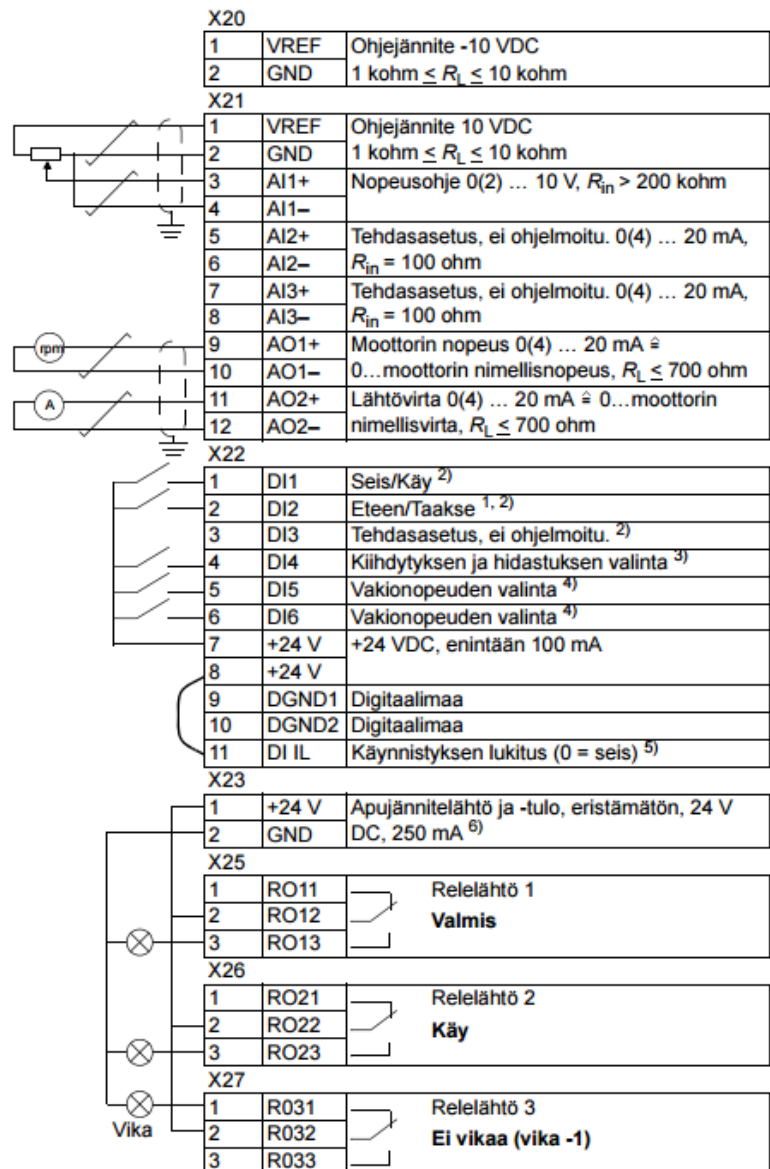 X20
1 VREF Ohjejännite -10 VDC
2 GND 1 kohm ≤ RL ≤ 10 kohm
X21
1 VREF Ohjejännite 10 VDC
2 GND 1 kohm ≤ RL ≤ 10 kohm
3 AI1+ Nopeusohje 0(2) ... 10 V, Rin > 200 kohm
4 AI1–
5 AI2+ Tehdasasetus, ei ohjelmoitu. 0(4) ... 20 mA,
6 AI2– Rin = 100 ohm
7 AI3+ Tehdasasetus, ei ohjelmoitu. 0(4) ... 20 mA,
8 AI3– Rin = 100 ohm
rpm 9 AO1+ Moottorin nopeus 0(4) ... 20 mA ≙
10 AO1– 0...moottorin nimellisnopeus, RL ≤ 700 ohm
A 11 AO2+ Lähtövirta 0(4) ... 20 mA ≙ 0...moottorin
12 AO2– nimellisvirta, RL ≤ 700 ohm
X22
1 DI1 Seis/Käy 2)
2 DI2 Eteen/Taakse 1, 2)
3 DI3 Tehdasasetus, ei ohjelmoitu. 2)
4 DI4 Kiihdytyksen ja hidastuksen valinta 3)
5 DI5 Vakionopeuden valinta 4)
6 DI6 Vakionopeuden valinta 4)
7 +24 V +24 VDC, enintään 100 mA
8 +24 V
9 DGND1 Digitaalimaa
10 DGND2 Digitaalimaa
11 DI IL Käynnistyksen lukitus (0 = seis) 5)
X23
1 +24 V Apujännitelähtö ja -tulo, eristämätön, 24 V
2 GND DC, 250 mA 6)
X25
1 RO11 Relelähtö 1
2 RO12 Valmis
3 RO13
X26
1 RO21 Relelähtö 2
2 RO22 Käy
3 RO23
X27
1 R031 Relelähtö 3
Vika 2 R032 Ei vikaa (vika -1)
3 R033